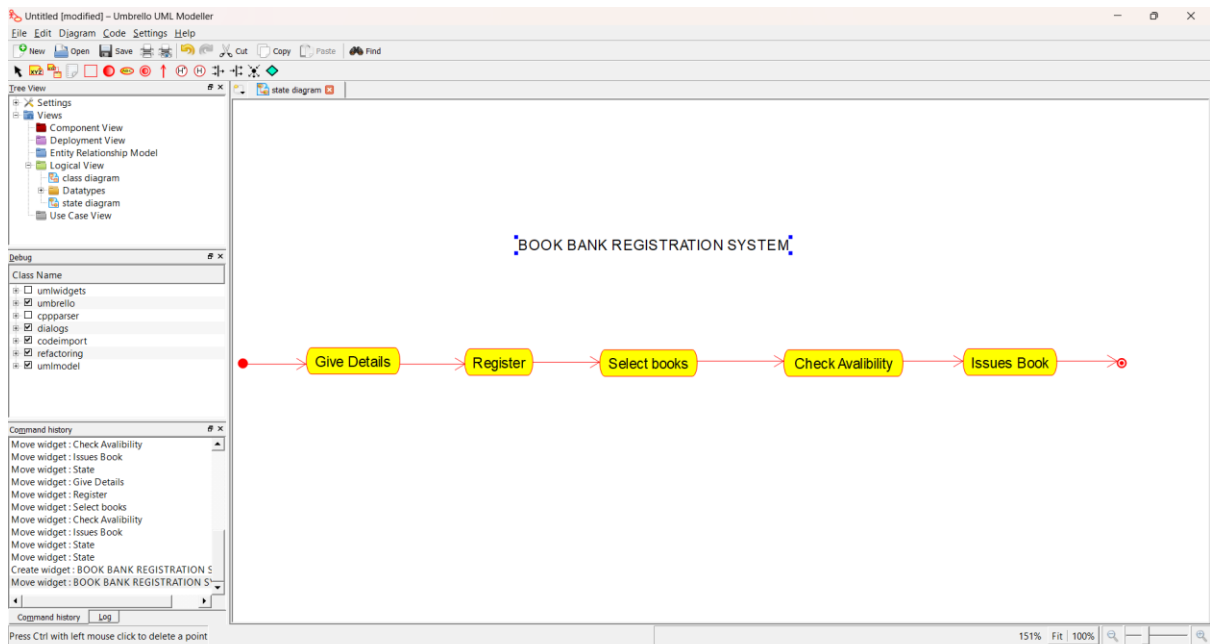 Untitled [modified] – Umbrello UML Modeller
File Edit Diagram Code Settings Help
New Open Save Cut Copy Paste Find
Tree View
state diagram
Settings
Views
Component View
Deployment View
Entity Relationship Model
Logical View
class diagram
Datatypes
state diagram
Use Case View
BOOK BANK REGISTRATION SYSTEM
Debug
Class Name
umlwidgets
umbrello
cppparser
dialogs
codeimport
refactoring
umlmodel
Give Details Register Select books Check Avalibility Issues Book
Command history
Move widget : Check Avalibility
Move widget : Issues Book
Move widget : State
Move widget : Give Details
Move widget : Register
Move widget : Select books
Move widget : Check Avalibility
Move widget : Issues Book
Move widget : State
Move widget : State
Create widget : BOOK BANK REGISTRATION S
Move widget : BOOK BANK REGISTRATION S
Command history Log
Press Ctrl with left mouse click to delete a point
151% Fit 100%